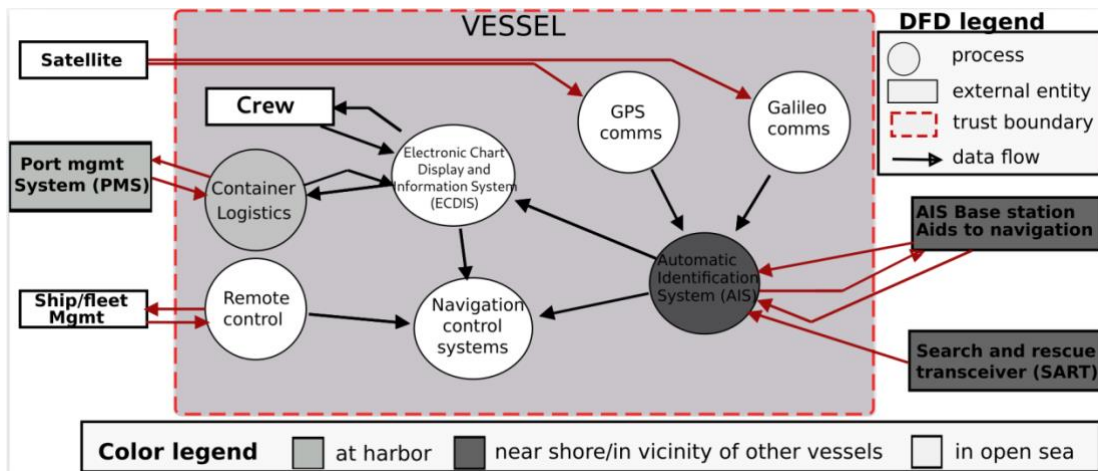 VESSEL
DFD legend
process
external entity
trust boundary
data flow
Satellite
Crew
GPS
comms
Galileo
comms
Port mgmt
System (PMS)
Container
Logistics
Electronic Chart
Display and
Information System
(ECDIS)
AIS Base station
Aids to navigation
Automatic
Identification
System (AIS)
Ship/fleet
Mgmt
Remote
control
Navigation
control
systems
Search and rescue
transceiver (SART)
Color legend
at harbor
near shore/in vicinity of other vessels
in open sea